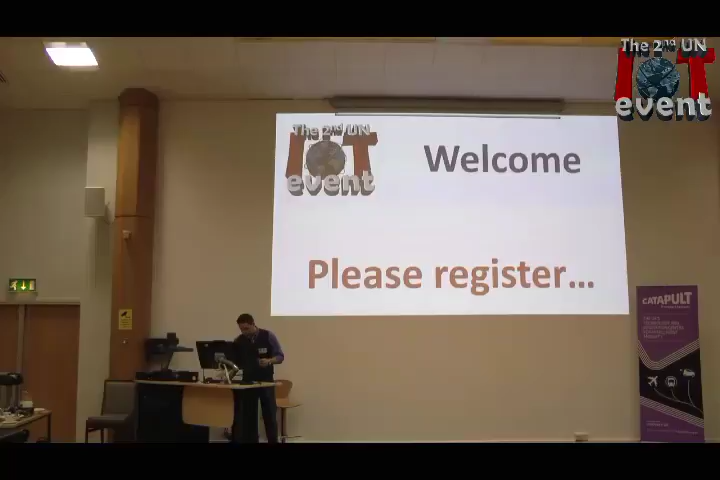 The 2nd UN
IOT
event
The 2nd UN
IOT
event
Welcome
Please register...
CATAPULT